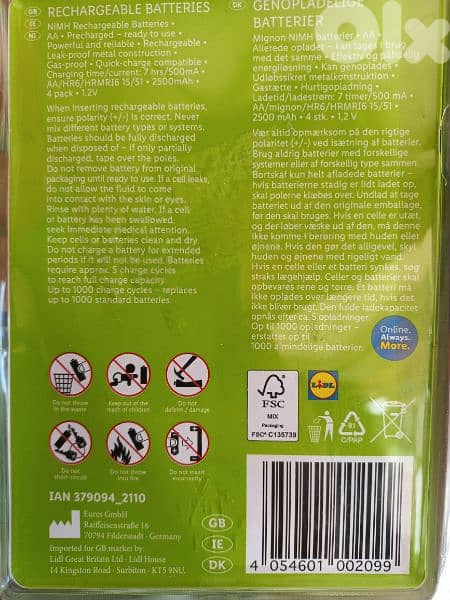 GB
IE
NI
RECHARGEABLE BATTERIES
NiMH Rechargeable Batteries •
• AA • Precharged – ready to use •
Powerful and reliable • Rechargeable •
Leak-proof metal construction •
Gas-proof • Quick-charge compatible •
Charging time/current: 7 hrs/500 mA •
AA/HR6/HRMRI6 15/51 • 2500mAh •
4 pack • 1,2V
When inserting rechargeable batteries,
ensure polarity (+/-) is correct. Never
mix different battery types or systems.
Batteries should be fully discharged
when disposed of – if only partially
discharged, tape over the poles.
Do not remove battery from original
packaging until ready to use. If a cell leaks,
do not allow the fluid to come
into contact with the skin or eyes.
Rinse with plenty of water. If a cell
or battery has been swallowed,
seek immediate medical attention.
Keep cells or batteries clean and dry.
Do not charge a battery for extended
periods if it will not be used. Batteries
require approx. 5 charge cycles
to reach full charge capacity.
Up to 1000 charge cycles – replaces
up to 1000 standard batteries.
DK
GENOPLADELIGE
BATTERIER
Mignon NiMH batterier • AA •
Allerede opladet – kan tages i brug
med det samme • Effektiv og pålidelig
energiløsning • Kan genoplades •
Udløbssikret metalkonstruktion •
Gastætte • Hurtigopladning •
Ladetid/ladestrøm: 7 timer/500 mA •
AA/mignon/HR6/HRMRI6 15/51 •
2500 mAh • 4 stk. • 1,2 V
Vær altid opmærksom på den rigtige
polaritet (+/-) ved isætning af batterier.
Brug aldrig batterier med forskellige
systemer eller af forskellig type sammen.
Bortskaf kun helt afladede batterier –
hvis batterierne stadig er lidt ladet op,
skal polerne klæbes over. Undlad at tage
batteriet ud af den originale emballage,
før den skal bruges. Hvis en celle er utæt,
og der løber væske ud af den, må denne
ikke komme i berøring med huden eller
øjnene. Hvis den gør det alligevel, skyl
huden og øjnene med rigeligt vand.
Hvis en celle eller et batteri synkes, søg
straks lægehjælp. Celler og batterier skal
opbevares rene og tørre. Et batteri må
ikke oplades over længere tid, hvis det
ikke bliver brugt. Den fulde ladekapacitet
opnås efter ca. 5 opladninger.
Op til 1000 opladninger –
erstatter op til
1000 almindelige batterier.
Online.
Always.
More.
Do not throw
in the waste
Keep out of the
reach of children
Do not
deform / damage
Do not
short circuit
Do not throw
into fire
Do not insert
incorrectly
FSC
MIX
Packaging
FSC® C135739
LIDL
81
C/PAP
IAN 379094_2110
Eurex GmbH
Raiffeisenstraße 16
70794 Filderstadt · Germany
Imported for GB market by:
Lidl Great Britain Ltd · Lidl House
14 Kingston Road · Surbiton · KT5 9NU.
GB
IE
DK
4 054601 002099
olx